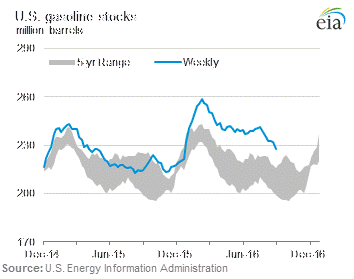 U.S. gasoline stocks
million barrels
eia
290
5-yr Range
Weekly
260
230
200
170
Dec-14
Jun-15
Dec-15
Jun-16
Dec-16
Source: U.S. Energy Information Administration